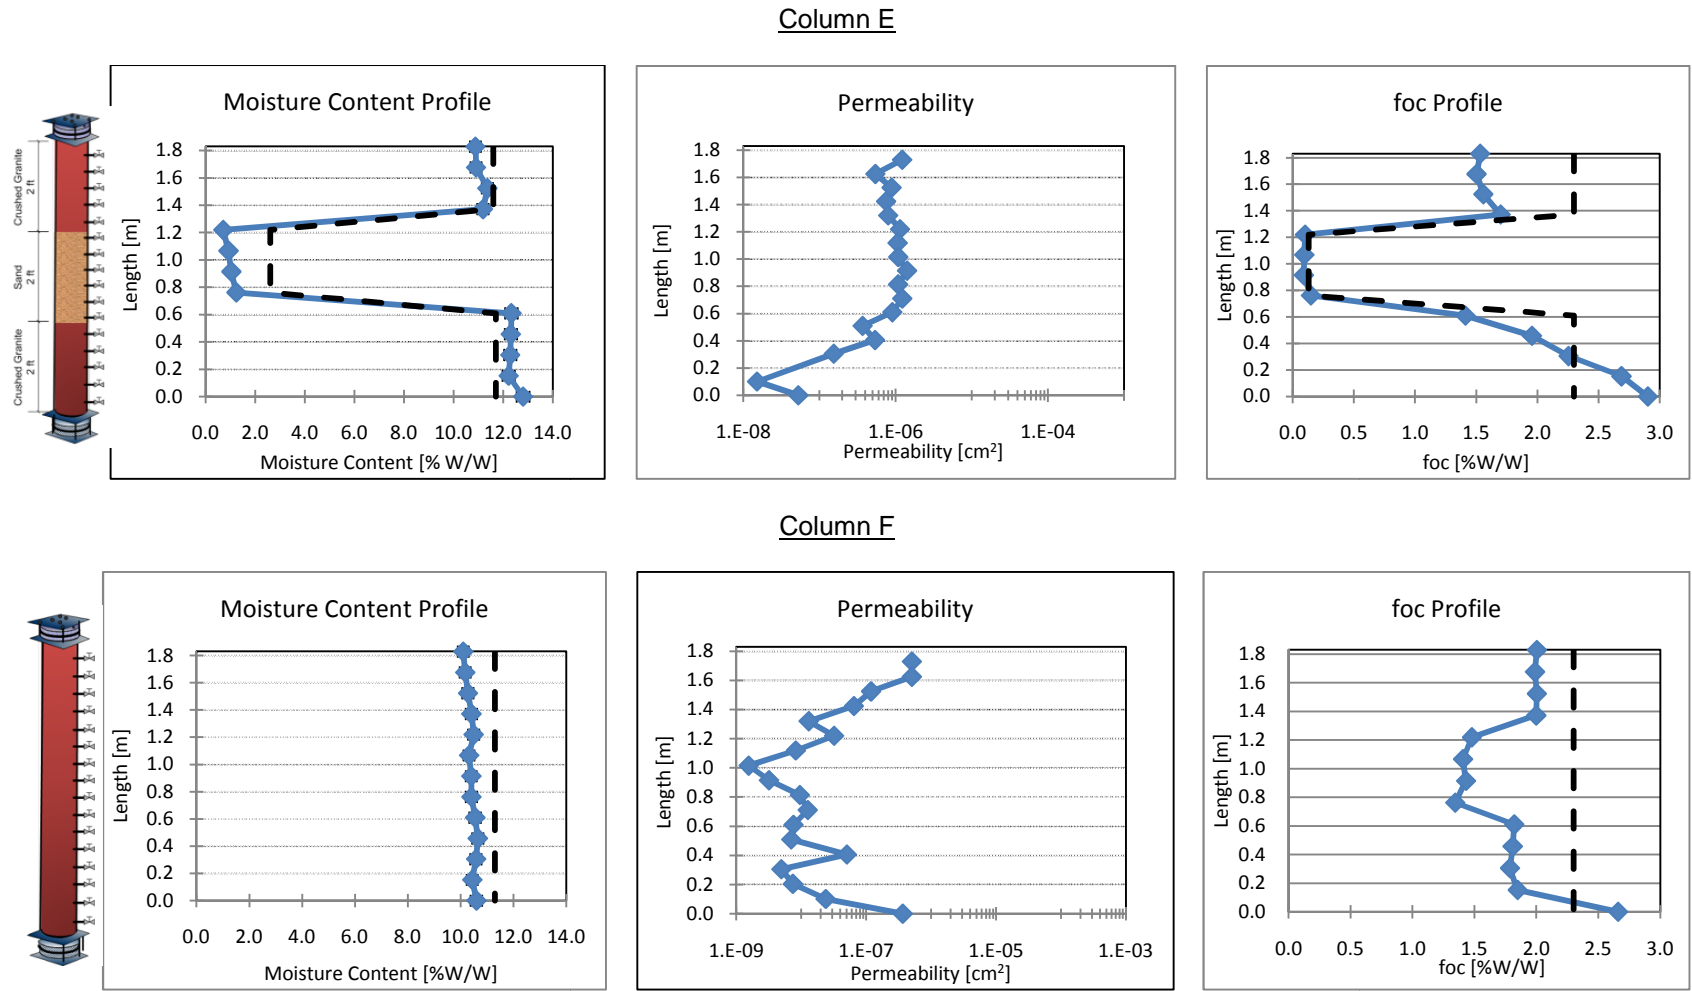 Column E
Crushed Granite
2 ft
Sand
2 ft
Crushed Granite
2 ft
Moisture Content Profile
Length [m]
1.8
1.6
1.4
1.2
1.0
0.8
0.6
0.4
0.2
0.0
0.0 2.0 4.0 6.0 8.0 10.0 12.0 14.0
Moisture Content [% W/W]
Permeability
Length [m]
1.8
1.6
1.4
1.2
1.0
0.8
0.6
0.4
0.2
0.0
1.E-08 1.E-06 1.E-04
Permeability [cm²]
foc Profile
Length [m]
1.8
1.6
1.4
1.2
1.0
0.8
0.6
0.4
0.2
0.0
0.0 0.5 1.0 1.5 2.0 2.5 3.0
foc [%W/W]
Column F
Moisture Content Profile
Length [m]
1.8
1.6
1.4
1.2
1.0
0.8
0.6
0.4
0.2
0.0
0.0 2.0 4.0 6.0 8.0 10.0 12.0 14.0
Moisture Content [%W/W]
Permeability
Length [m]
1.8
1.6
1.4
1.2
1.0
0.8
0.6
0.4
0.2
0.0
1.E-09 1.E-07 1.E-05 1.E-03
Permeability [cm²]
foc Profile
Length [m]
1.8
1.6
1.4
1.2
1.0
0.8
0.6
0.4
0.2
0.0
0.0 0.5 1.0 1.5 2.0 2.5 3.0
foc [%W/W]